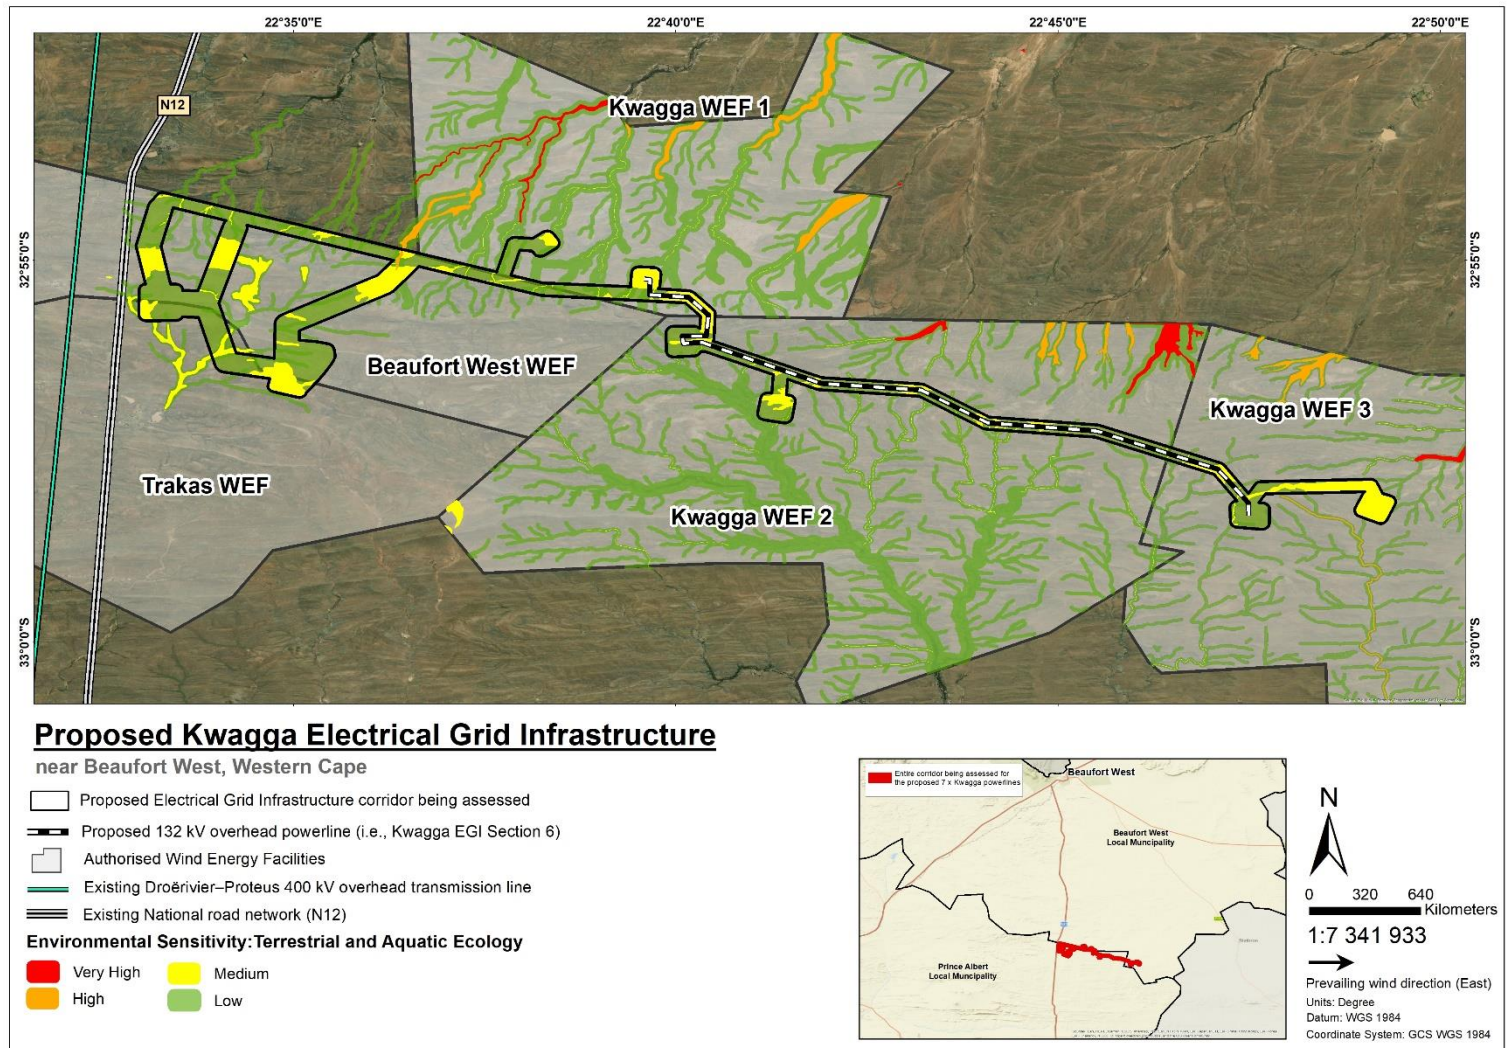 22°35'0"E
22°40'0"E
22°45'0"E
22°50'0"E
N12
Kwagga WEF 1
32°55'0"S
32°55'0"S
Beaufort West WEF
Kwagga WEF 3
Trakas WEF
Kwagga WEF 2
33°0'0"S
33°0'0"S
Proposed Kwagga Electrical Grid Infrastructure
near Beaufort West, Western Cape
Proposed Electrical Grid Infrastructure corridor being assessed
Proposed 132 kV overhead powerline (i.e., Kwagga EGI Section 6)
Authorised Wind Energy Facilities
Existing Droërivier–Proteus 400 kV overhead transmission line
Existing National road network (N12)
Environmental Sensitivity:Terrestrial and Aquatic Ecology
Very High
Medium
High
Low
Entire corridor being assessed for
the proposed 7 x Kwagga powerlines
Beaufort West
Beaufort West
Local Muncipality
Prince Albert
Local Muncipality
N
0 320 640
Kilometers
1:7 341 933
Prevailing wind direction (East)
Units: Degree
Datum: WGS 1984
Coordinate System: GCS WGS 1984